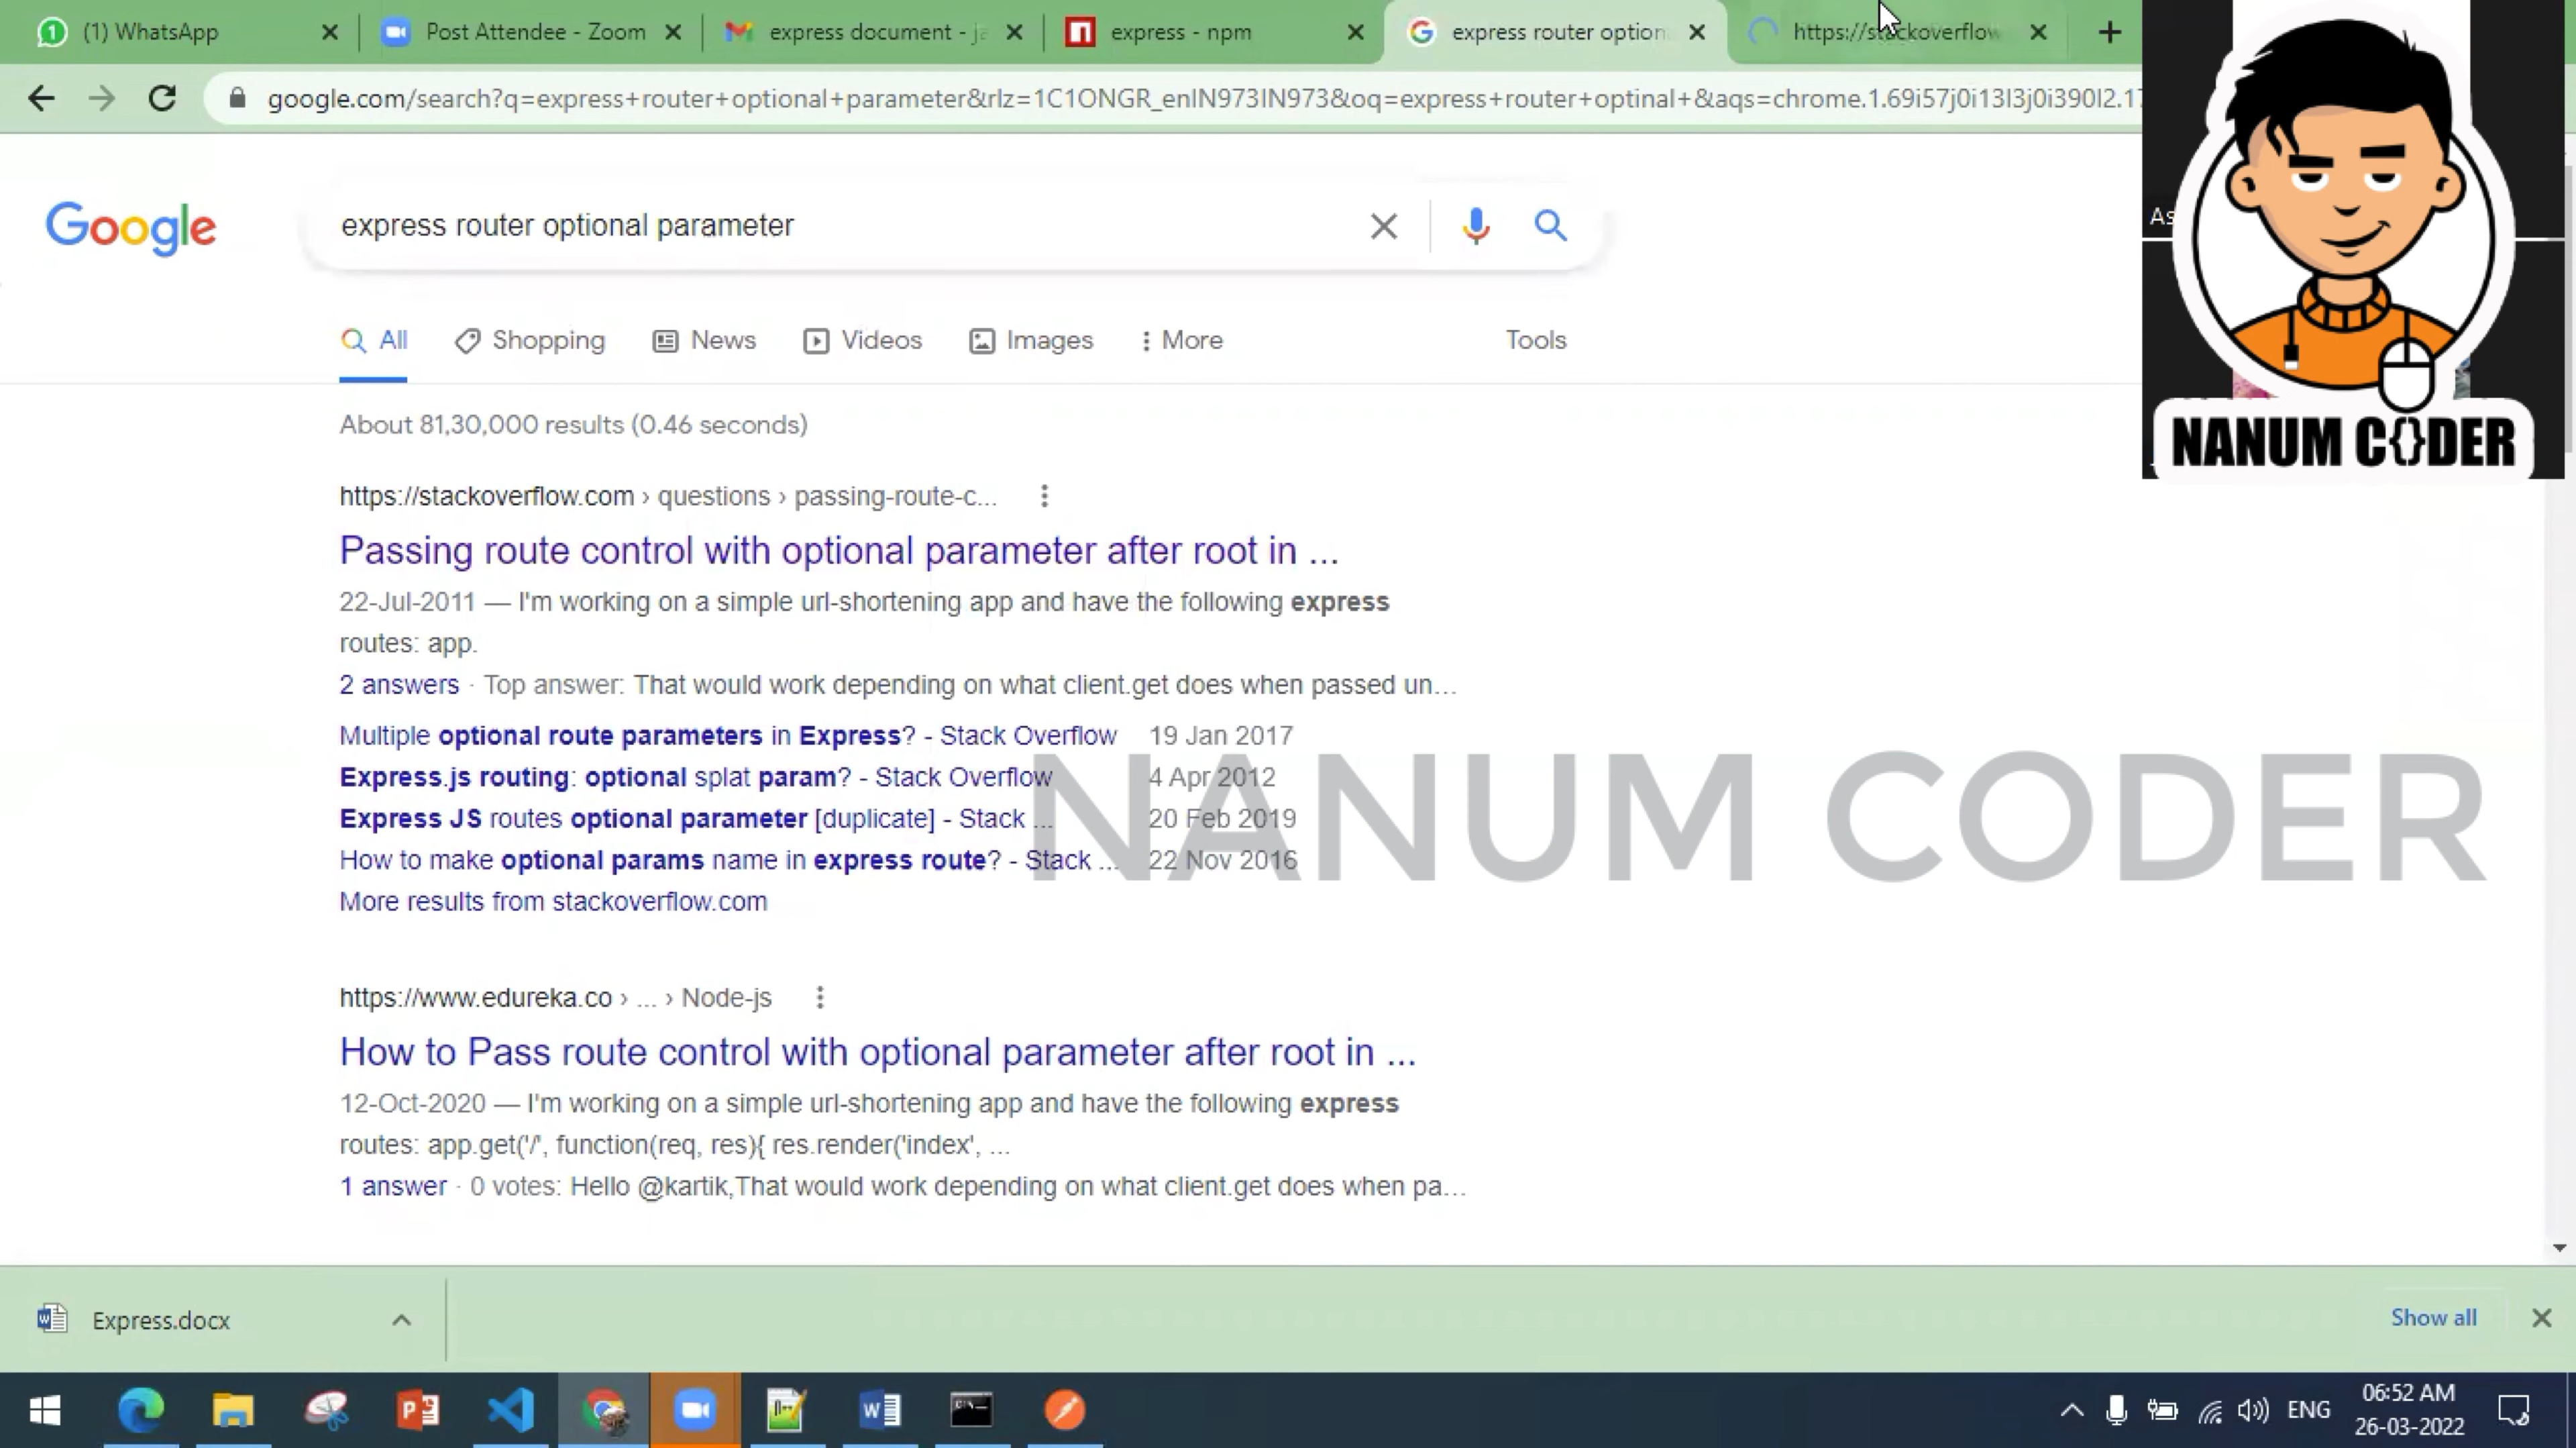 (1) WhatsApp
Post Attendee - Zoom
express document - ja
express - npm
express router option
https://stackoverflow
google.com/search?q=express+router+optional+parameter&rlz=1C1ONGR_enIN973IN973&oq=express+router+optinal+&aqs=chrome.1.69i57j0i13l3j0i390l2.17
Google
express router optional parameter
All
Shopping
News
Videos
Images
More
Tools
As
NANUM C{}DER
About 81,30,000 results (0.46 seconds)
https://stackoverflow.com › questions › passing-route-c...
Passing route control with optional parameter after root in ...
22-Jul-2011 — I'm working on a simple url-shortening app and have the following express
routes: app.
2 answers · Top answer: That would work depending on what client.get does when passed un...
Multiple optional route parameters in Express? - Stack Overflow 19 Jan 2017
Express.js routing: optional splat param? - Stack Overflow 4 Apr 2012
Express JS routes optional parameter [duplicate] - Stack ... 20 Feb 2019
How to make optional params name in express route? - Stack ... 22 Nov 2016
NANUM CODER
More results from stackoverflow.com
https://www.edureka.co › ... › Node-js
How to Pass route control with optional parameter after root in ...
12-Oct-2020 — I'm working on a simple url-shortening app and have the following express
routes: app.get('/', function(req, res){ res.render('index', ...
1 answer · 0 votes: Hello @kartik,That would work depending on what client.get does when pa...
Express.docx
Show all
ENG
06:52 AM
26-03-2022